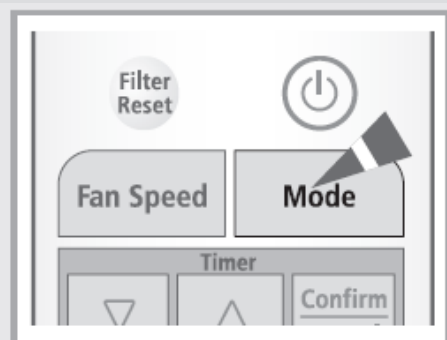 Filter
Reset
Fan Speed
Mode
Timer
Confirm